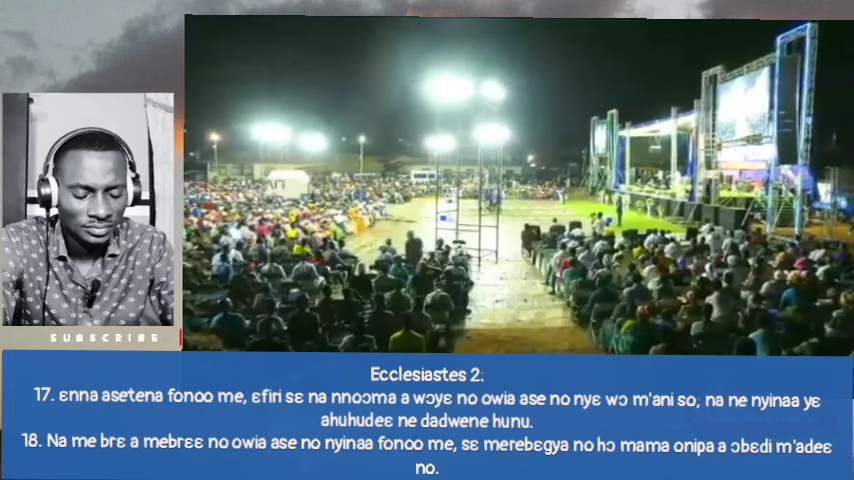 SUBSCRIBE
Ecclesiastes 2:
17. ɛnna asetena fonoo me, ɛfiri sɛ na nnoɔma a wɔyɛ no owia ase no nyɛ wɔ m'ani so; na ne nyinaa yɛ
ahuhudeɛ ne dadwene hunu.
18. Na me brɛ a mebrɛɛ no owia ase no nyinaa fonoo me, sɛ merebɛgya no hɔ mama onipa a ɔbɛdi m'adeɛ
no.